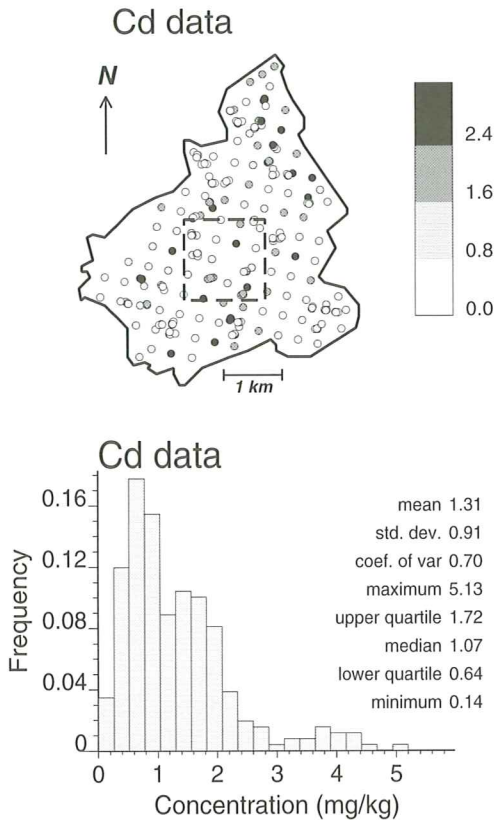 Cd data
N
2.4
1.6
0.8
0.0
1 km
Cd data
Frequency
0.16
0.12
0.08
0.04
0
mean 1.31
std. dev. 0.91
coef. of var 0.70
maximum 5.13
upper quartile 1.72
median 1.07
lower quartile 0.64
minimum 0.14
0 1 2 3 4 5
Concentration (mg/kg)